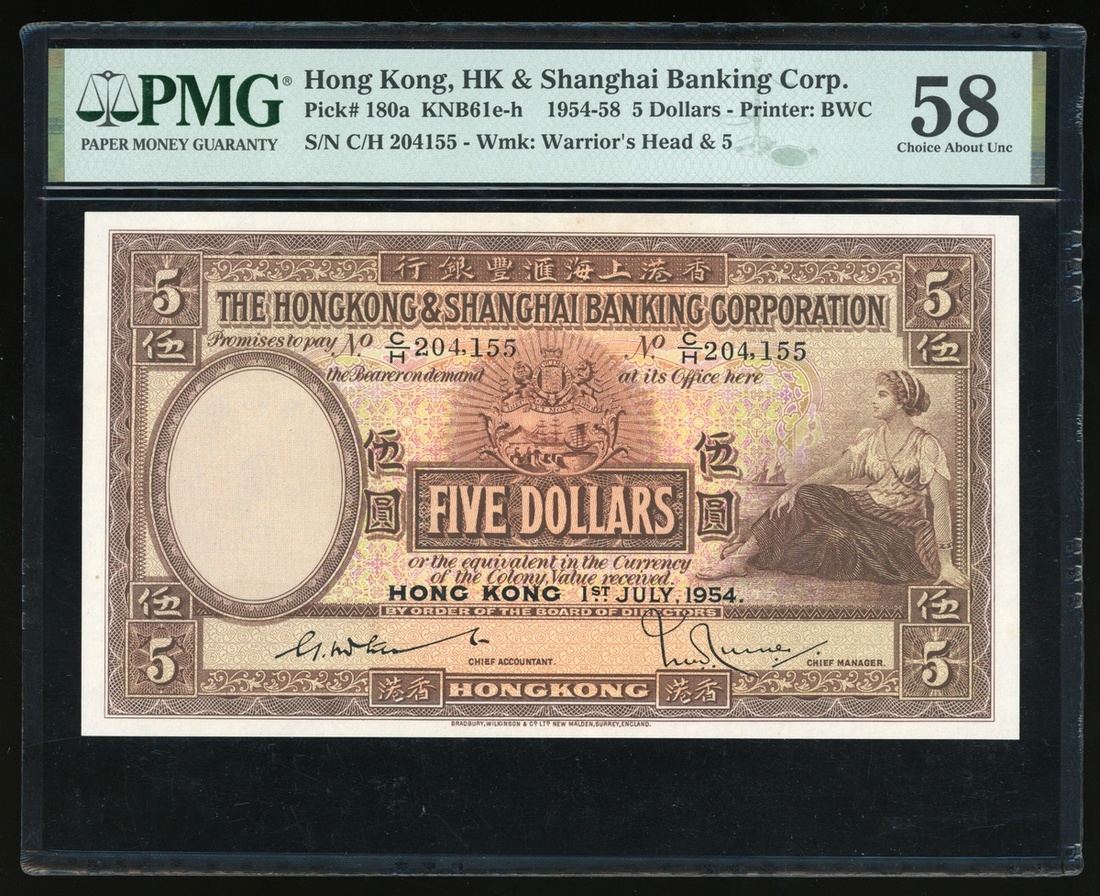 PMG®
PAPER MONEY GUARANTY
Hong Kong, HK & Shanghai Banking Corp.
Pick# 180a KNB61e-h 1954-58 5 Dollars - Printer: BWC
S/N C/H 204155 - Wmk: Warrior's Head & 5
58
Choice About Unc
行銀豐滙海上港香
5 5
THE HONGKONG & SHANGHAI BANKING CORPORATION
伍 伍
Promises to pay Nº C/H 204,155 Nº C/H 204,155
the Bearer on demand at its Office here
伍圓 伍圓
FIVE DOLLARS
or the equivalent in the Currency
of the Colony, Value received.
HONG KONG 1ST JULY, 1954.
BY ORDER OF THE BOARD OF DIRECTORS
伍 伍
5 5
CHIEF ACCOUNTANT. CHIEF MANAGER.
港香 HONGKONG 港香
BRADBURY, WILKINSON & Cº LTD NEW MALDEN, SURREY, ENGLAND.